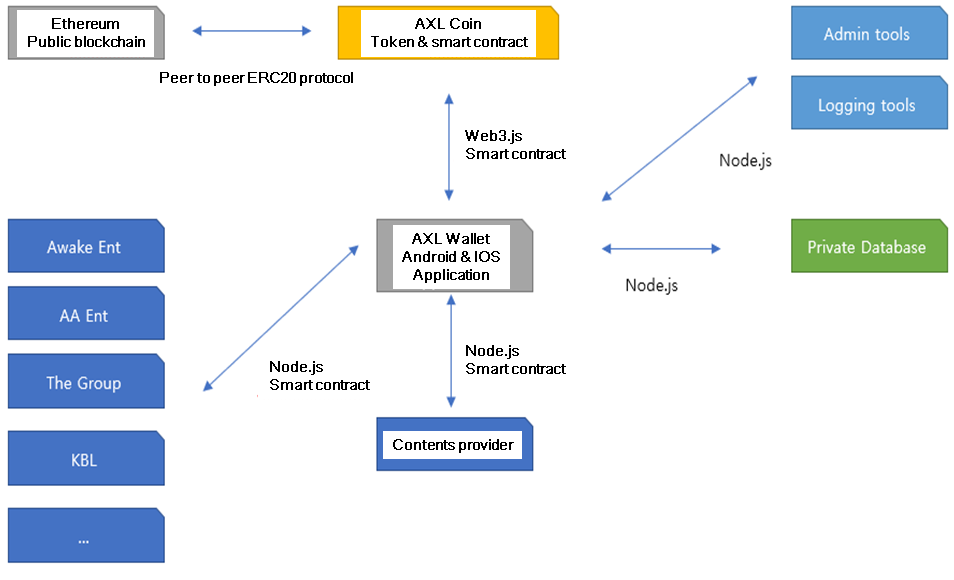 Ethereum
Public blockchain
AXL Coin
Token & smart contract
Peer to peer ERC20 protocol
Admin tools
Logging tools
Web3.js
Smart contract
Node.js
Awake Ent
AXL Wallet
Android & IOS
Application
Private Database
Node.js
AA Ent
The Group
Node.js
Smart contract
Node.js
Smart contract
KBL
Contents provider
...